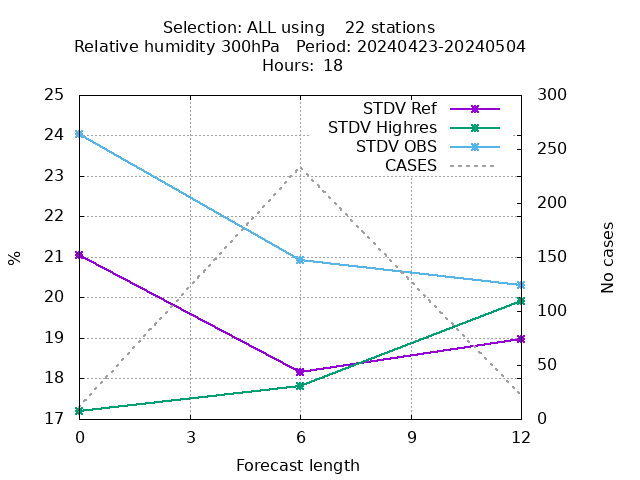 Selection: ALL using    22 stations
Relative humidity 300hPa   Period: 20240423-20240504
Hours: 18
STDV Ref
STDV Highres
STDV OBS
CASES
25
24
23
22
21
20
19
18
17
%
300
250
200
150
100
50
0
No cases
0 3 6 9 12
Forecast length